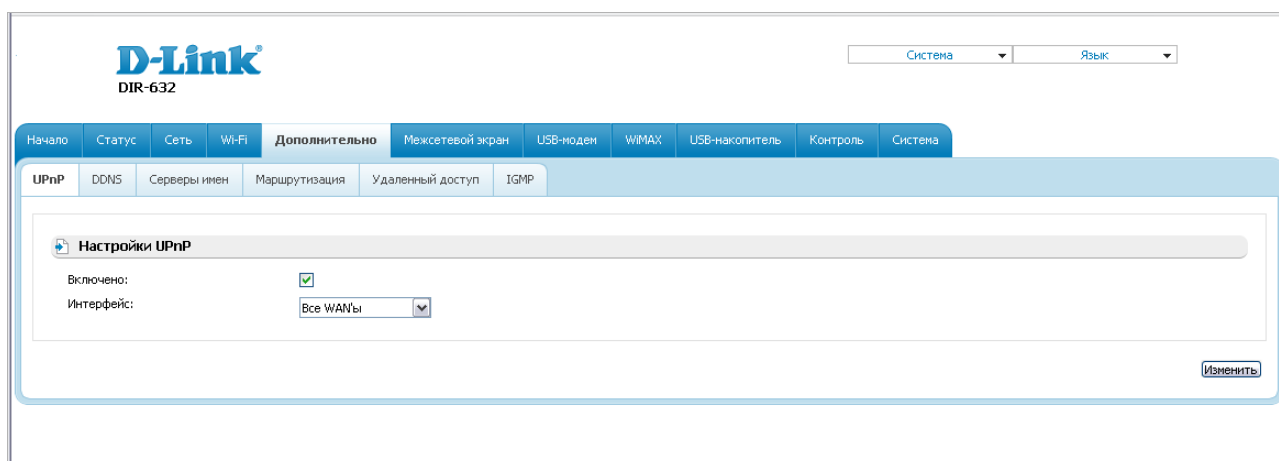 D-Link®
DIR-632
Система
Язык
Начало Статус Сеть Wi-Fi Дополнительно Межсетевой экран USB-модем WiMAX USB-накопитель Контроль Система
UPnP DDNS Серверы имен Маршрутизация Удаленный доступ IGMP
Настройки UPnP
Включено:
Интерфейс: Все WAN'ы
Изменить